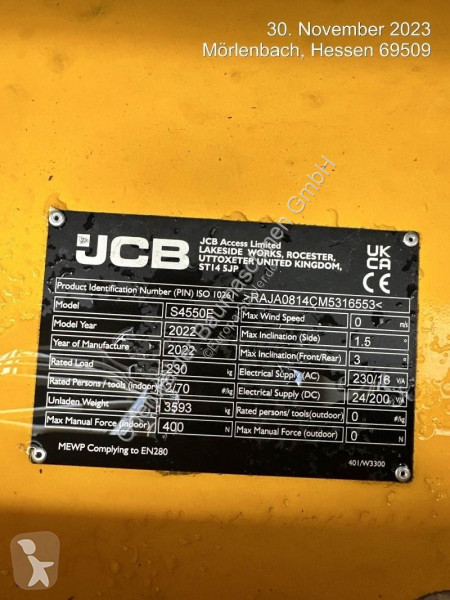 30. November 2023
Mörlenbach, Hessen 69509
JCB
JCB Access Limited
LAKESIDE WORKS, ROCESTER,
UTTOXETER UNITED KINGDOM,
ST14 5JP
UK
CA
CE
Product Identification Number (PIN) ISO 10261 >RAJA0814CM5316553<
Model S4550E
Model Year 2022
Year of Manufacture 2022
Rated Load 230 kg
Rated Persons / tools (indoor) 2/70 #/kg
Unladen Weight 3593 kg
Max Manual Force (indoor) 400 N
Max Wind Speed 0 m/s
Max Inclination (Side) 1.5 °
Max Inclination(Front/Rear) 3 °
Electrical Supply (AC) 230/16 V/A
Electrical Supply (DC) 24/200 V/A
Rated persons/ tools(outdoor) 0 #/kg
Max Manual Force (outdoor) 0 N
MEWP Complying to EN280
401/W3300